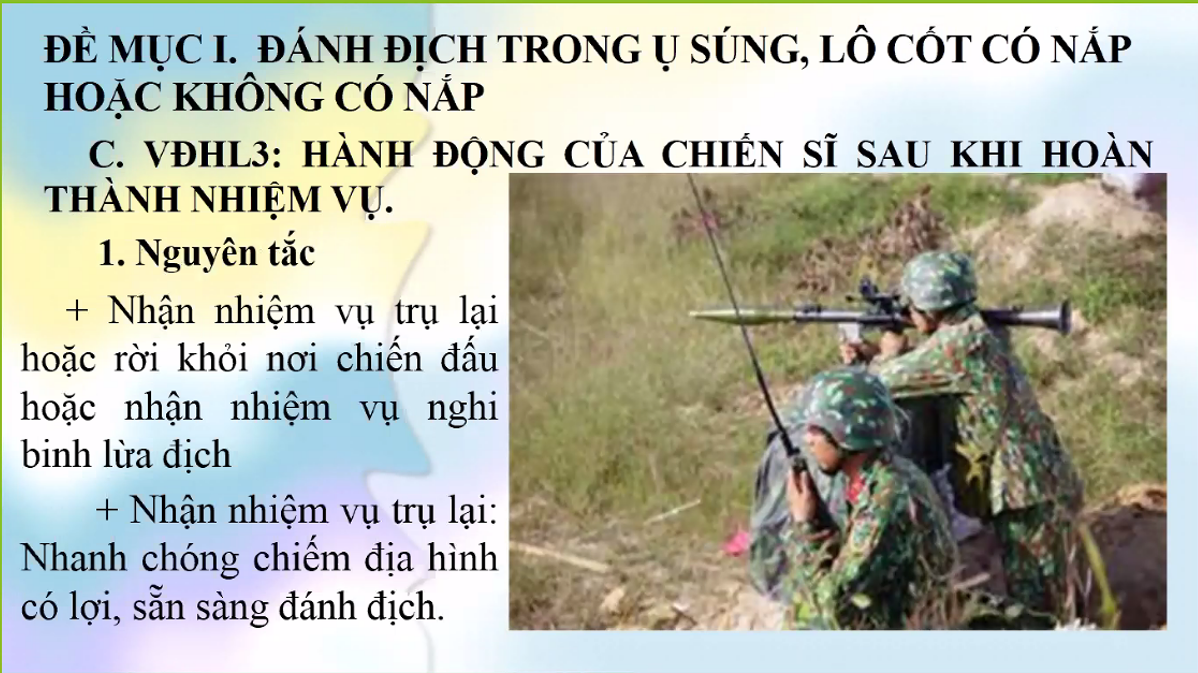 ĐỀ MỤC I. ĐÁNH ĐỊCH TRONG Ụ SÚNG, LÔ CỐT CÓ NẮP
HOẶC KHÔNG CÓ NẮP
C. VĐHL3: HÀNH ĐỘNG CỦA CHIẾN SĨ SAU KHI HOÀN
THÀNH NHIỆM VỤ.
1. Nguyên tắc
+ Nhận nhiệm vụ trụ lại
hoặc rời khỏi nơi chiến đấu
hoặc nhận nhiệm vụ nghi
binh lừa địch
+ Nhận nhiệm vụ trụ lại:
Nhanh chóng chiếm địa hình
có lợi, sẵn sàng đánh địch.